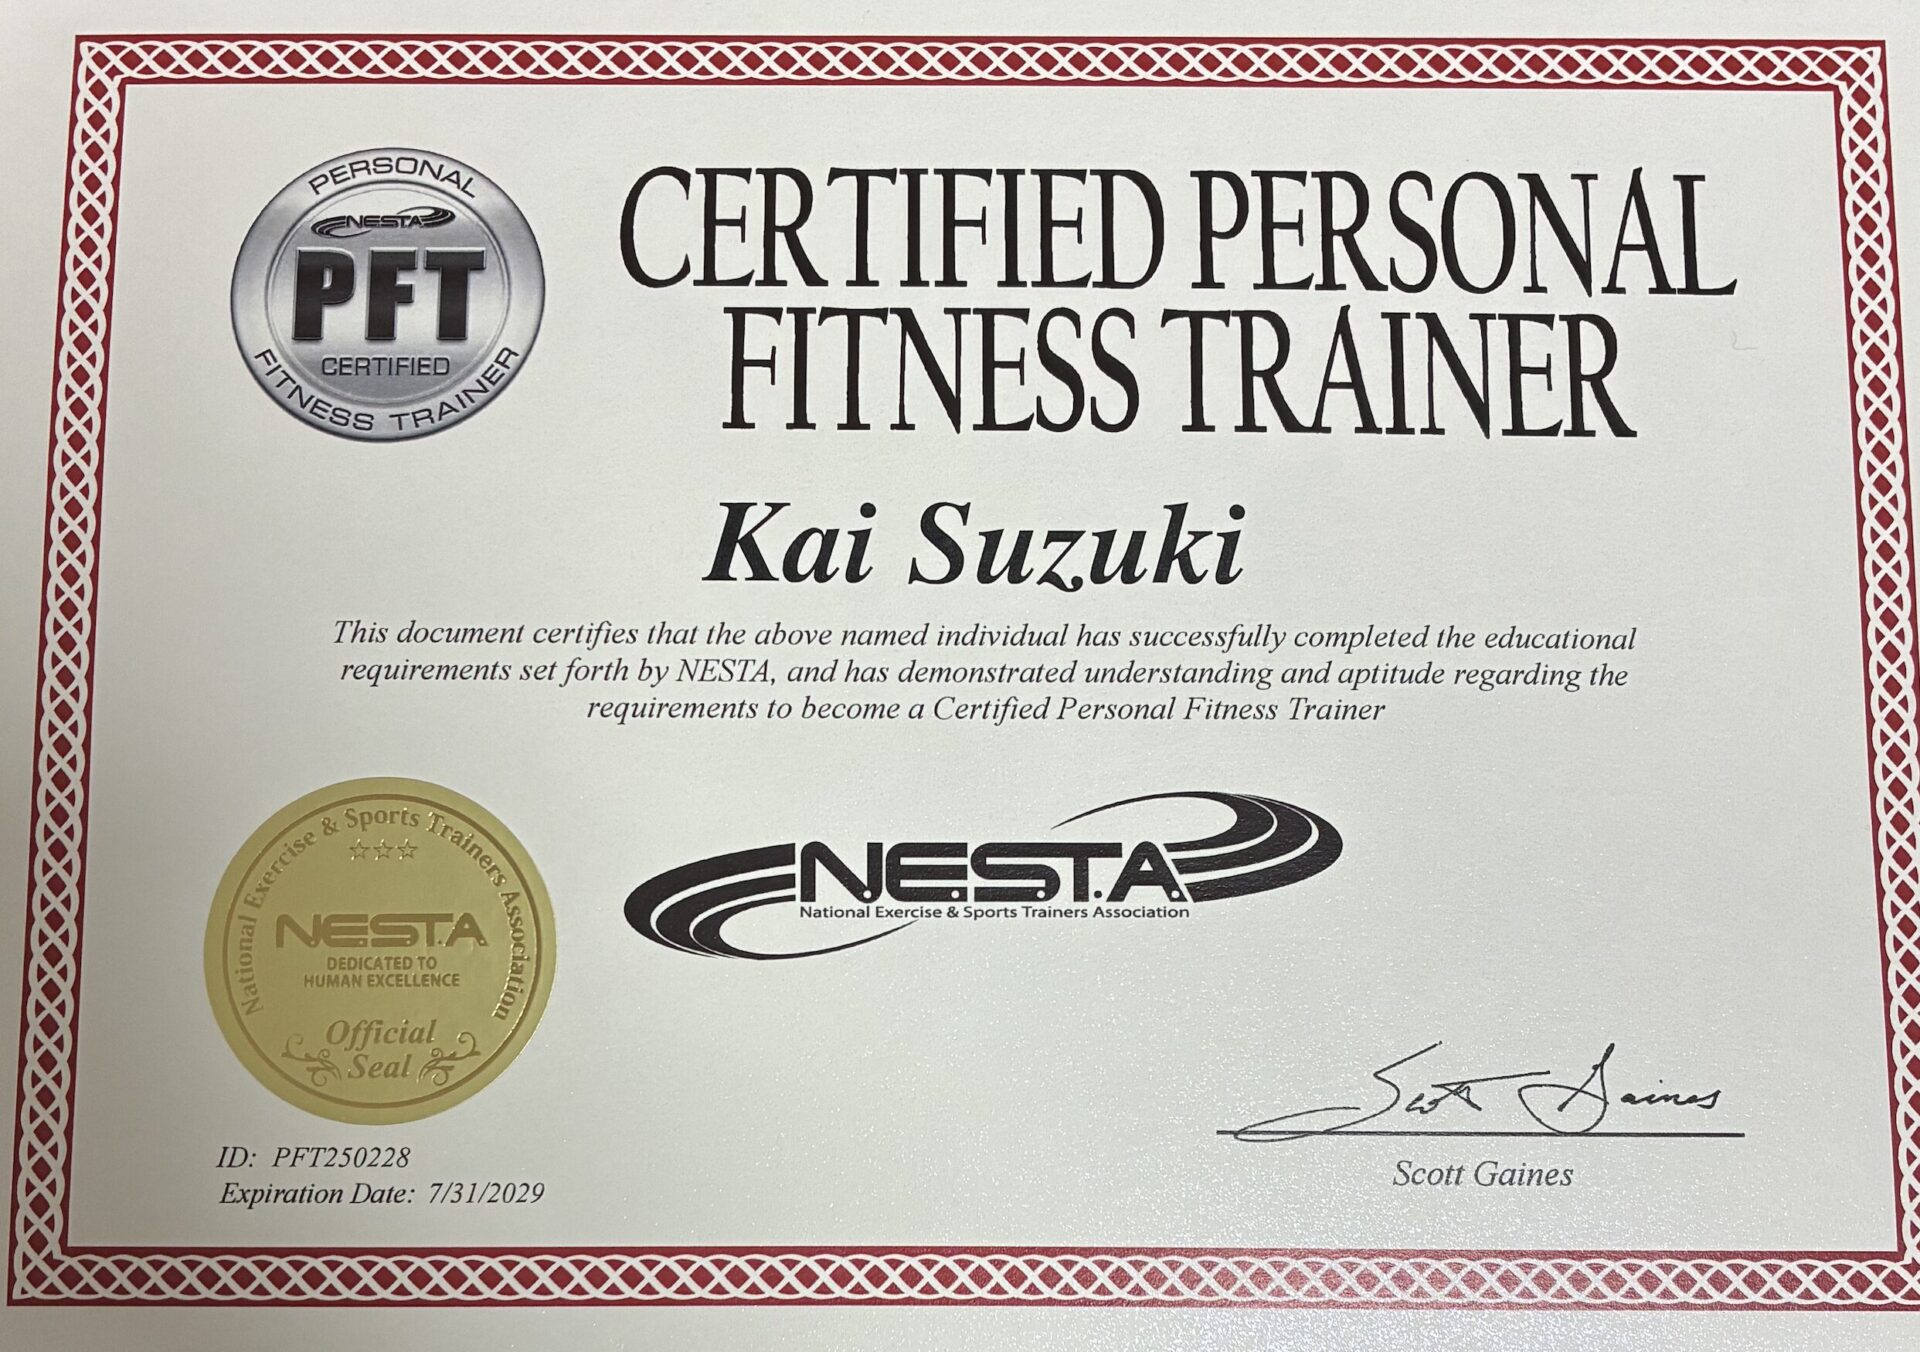 PERSONAL
NESTA
PFT
CERTIFIED
FITNESS TRAINER
CERTIFIED PERSONAL
FITNESS TRAINER
Kai Suzuki
This document certifies that the above named individual has successfully completed the educational
requirements set forth by NESTA, and has demonstrated understanding and aptitude regarding the
requirements to become a Certified Personal Fitness Trainer
National Exercise & Sports Trainers Association
N.E.S.T.A.
DEDICATED TO
HUMAN EXCELLENCE
Official
Seal
N.E.S.T.A.
National Exercise & Sports Trainers Association
ID: PFT250228
Expiration Date: 7/31/2029
Scott Gaines
Scott Gaines